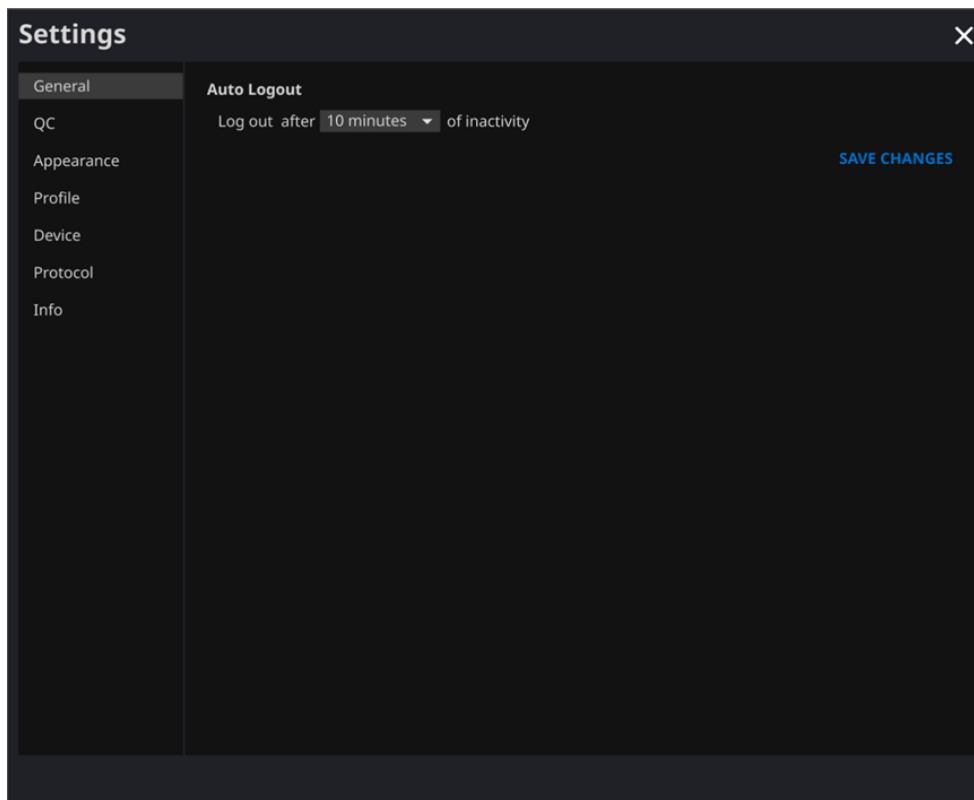 Settings
General
QC
Appearance
Profile
Device
Protocol
Info
Auto Logout
Log out after 10 minutes of inactivity
SAVE CHANGES